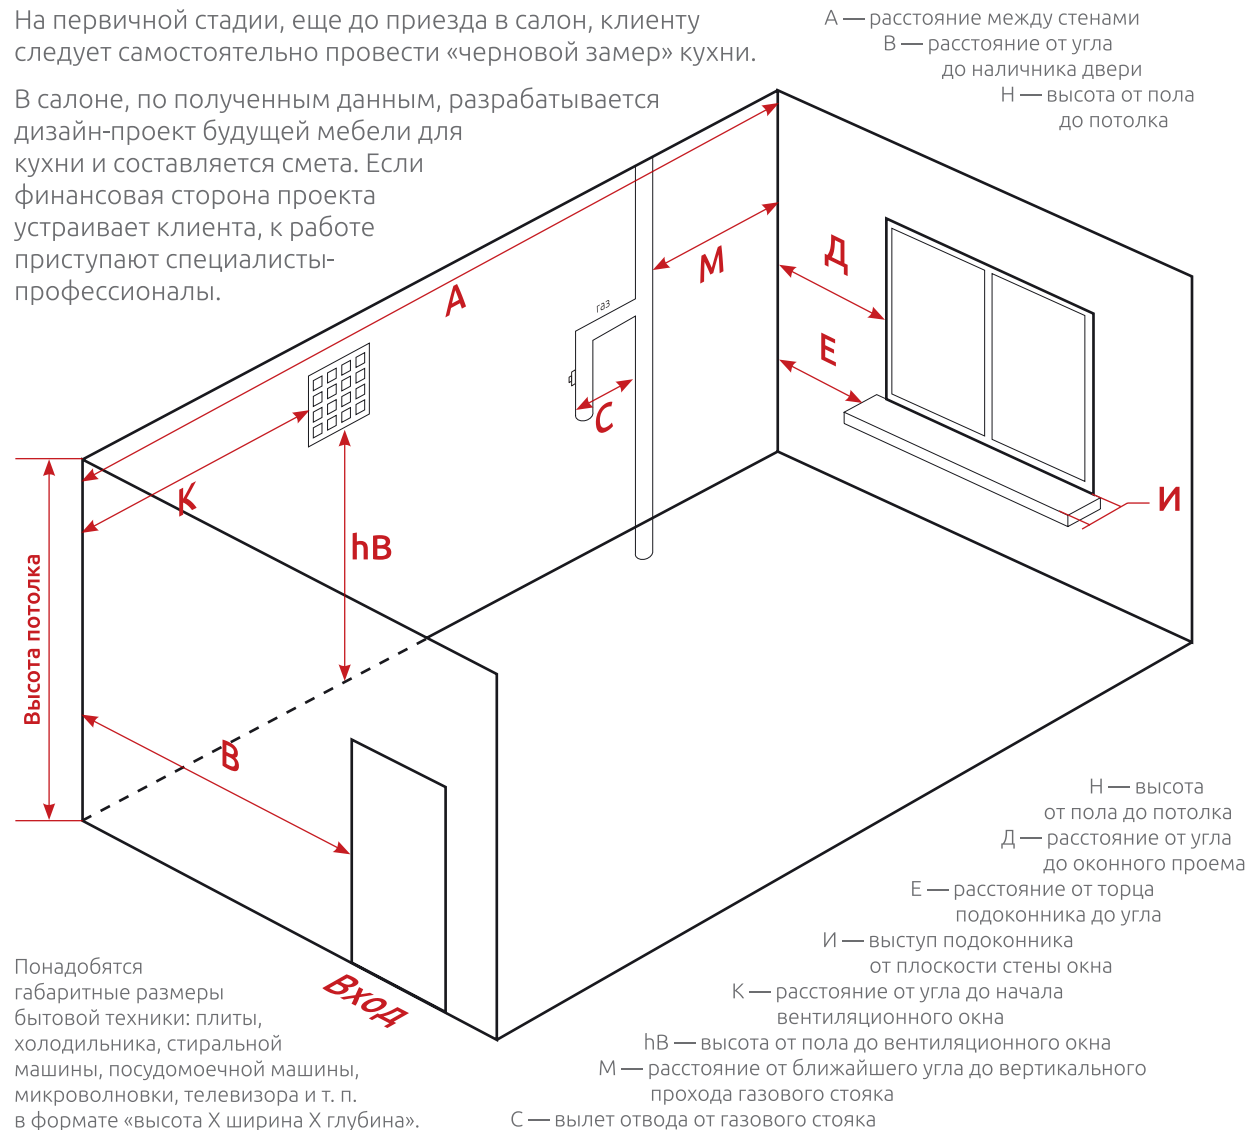 На первичной стадии, еще до приезда в салон, клиенту
следует самостоятельно провести «черновой замер» кухни.
В салоне, по полученным данным, разрабатывается
дизайн-проект будущей мебели для
кухни и составляется смета. Если
финансовая сторона проекта
устраивает клиента, к работе
приступают специалисты-
профессионалы.
А — расстояние между стенами
В — расстояние от угла
до наличника двери
Н — высота от пола
до потолка
А
М
Д
Е
газ
С
К
И
hВ
Высота потолка
В
Вход
Н — высота
от пола до потолка
Д — расстояние от угла
до оконного проема
Е — расстояние от торца
подоконника до угла
И — выступ подоконника
от плоскости стены окна
К — расстояние от угла до начала
вентиляционного окна
hВ — высота от пола до вентиляционного окна
М — расстояние от ближайшего угла до вертикального
прохода газового стояка
С — вылет отвода от газового стояка
Понадобятся
габаритные размеры
бытовой техники: плиты,
холодильника, стиральной
машины, посудомоечной машины,
микроволновки, телевизора и т. п.
в формате «высота Х ширина Х глубина».